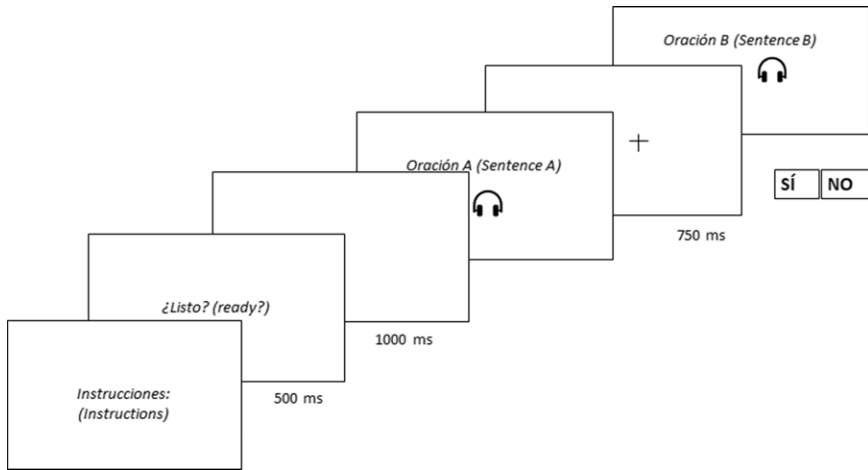 Oración B (Sentence B)
SÍ
NO
750 ms
Oración A (Sentence A)
1000 ms
¿Listo? (ready?)
500 ms
Instrucciones:
(Instructions)